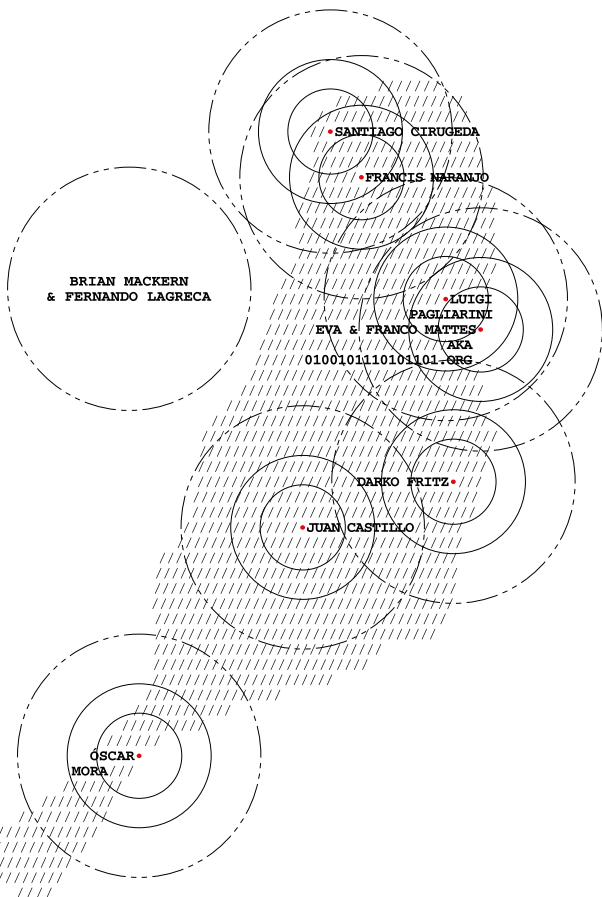 SANTIAGO CIRUGEDA
FRANCIS NARANJO
BRIAN MACKERN
& FERNANDO LAGRECA
LUIGI
PAGLIARINI
EVA & FRANCO MATTES
AKA
0100101110101101.ORG
DARKO FRITZ
JUAN CASTILLO
ÓSCAR
MORA